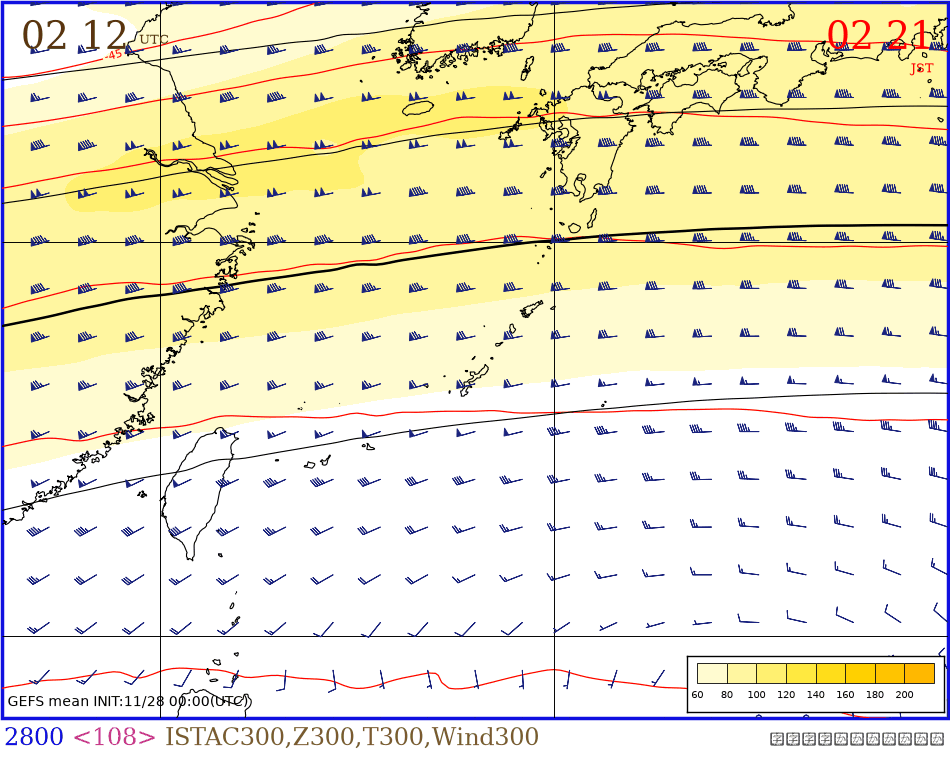 02 12 UTC
02 21
JST
-45
GEFS mean INIT:11/28 00:00(UTC)
60 80 100 120 140 160 180 200
2800 <108> ISTAC300,Z300,T300,Wind300